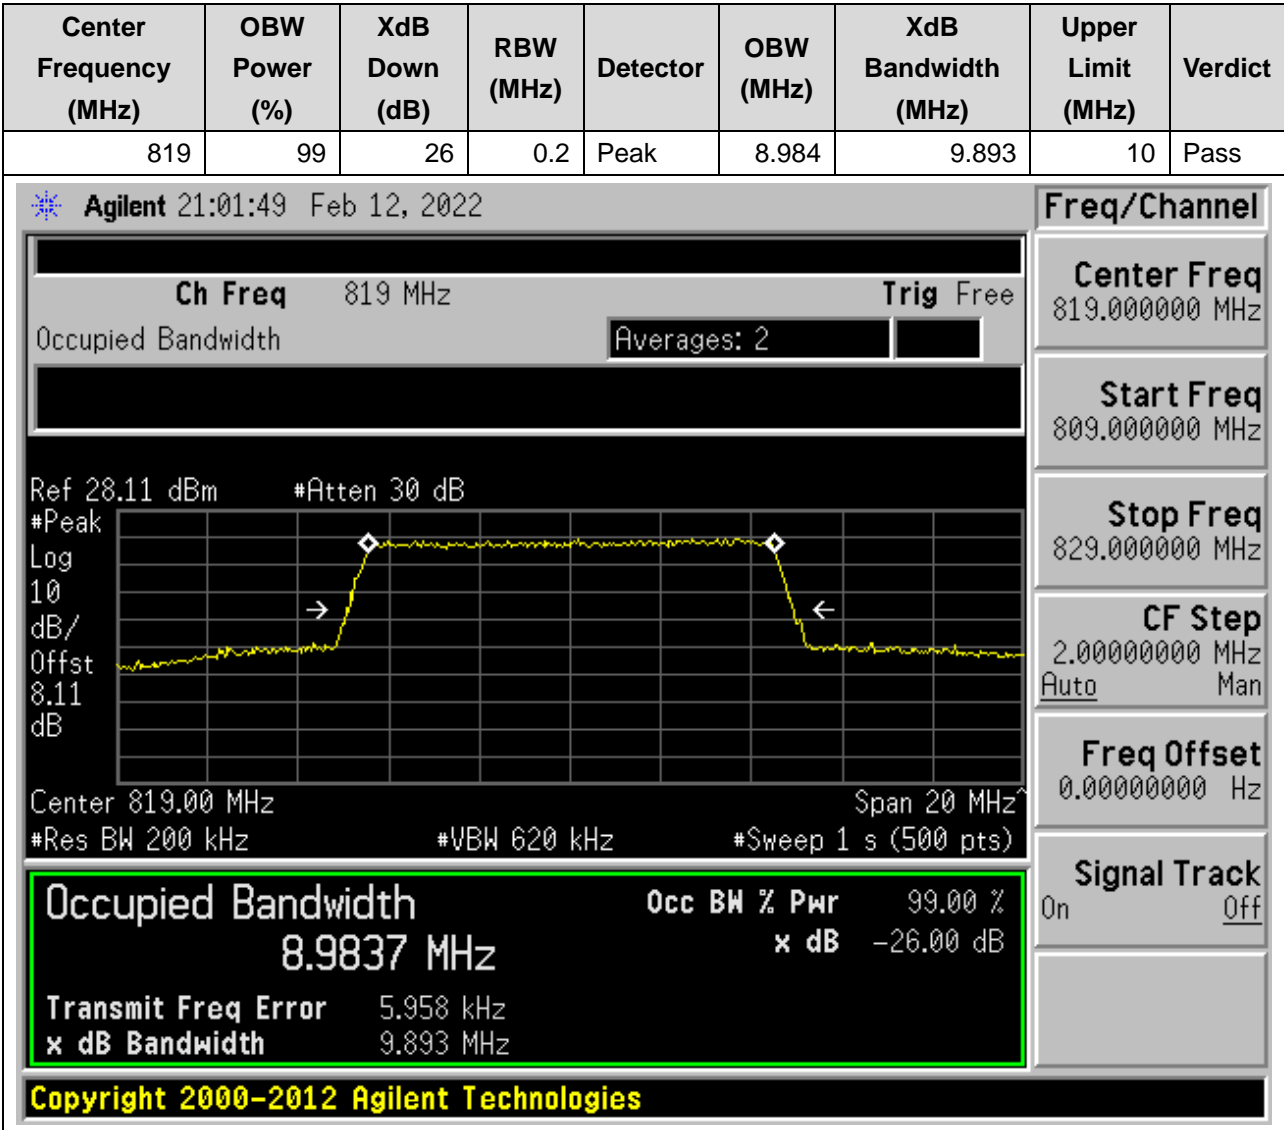 Center Frequency (MHz) OBW Power (%) XdB Down (dB) RBW (MHz) Detector OBW (MHz) XdB Bandwidth (MHz) Upper Limit (MHz) Verdict
819 99 26 0.2 Peak 8.984 9.893 10 Pass
Agilent 21:01:49 Feb 12, 2022
Freq/Channel
Ch Freq 819 MHz Trig Free
Occupied Bandwidth Averages: 2
Ref 28.11 dBm #Atten 30 dB
#Peak
Log
10
dB/
Offst
8.11
dB
Center 819.00 MHz Span 20 MHz^
#Res BW 200 kHz #VBW 620 kHz #Sweep 1 s (500 pts)
Occupied Bandwidth Occ BW % Pwr 99.00 %
8.9837 MHz x dB -26.00 dB
Transmit Freq Error 5.958 kHz
x dB Bandwidth 9.893 MHz
Center Freq
819.000000 MHz
Start Freq
809.000000 MHz
Stop Freq
829.000000 MHz
CF Step
2.00000000 MHz
Auto Man
Freq Offset
0.00000000 Hz
Signal Track
On Off
Copyright 2000-2012 Agilent Technologies